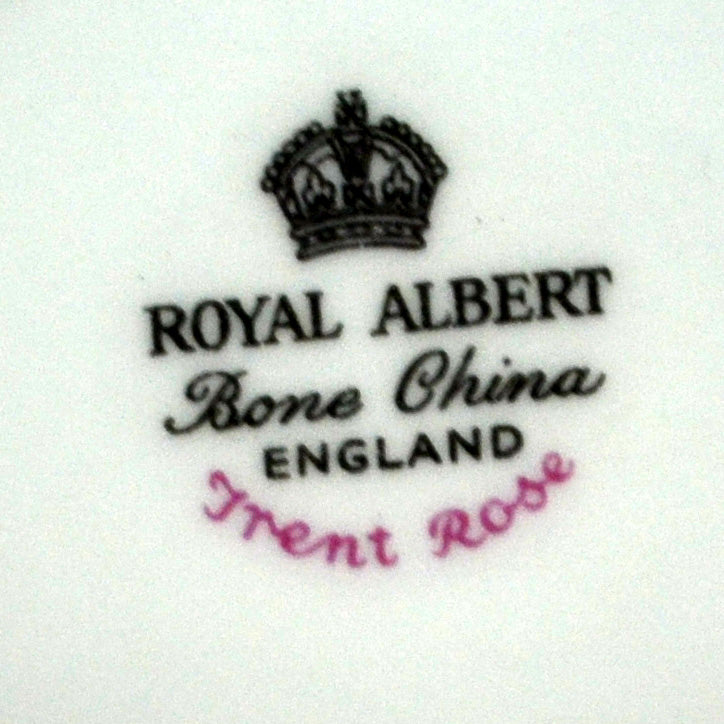 ROYAL ALBERT
Bone China
ENGLAND
Trent Rose